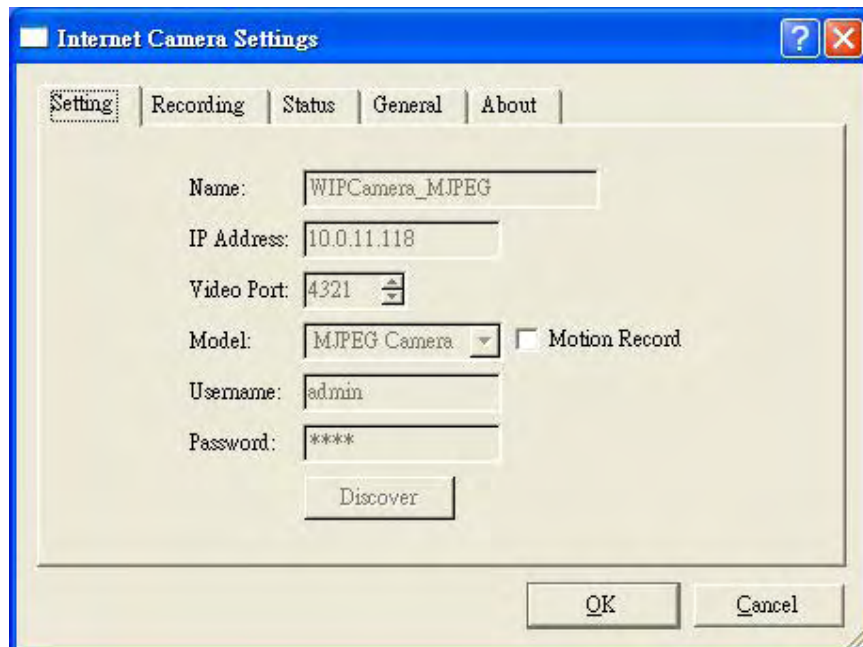 Internet Camera Settings
?
Setting Recording Status General About
Name: WIPCamera_MJPEG
IP Address: 10.0.11.118
Video Port: 4321
Model: MJPEG Camera Motion Record
Username: admin
Password: ****
Discover
OK Cancel